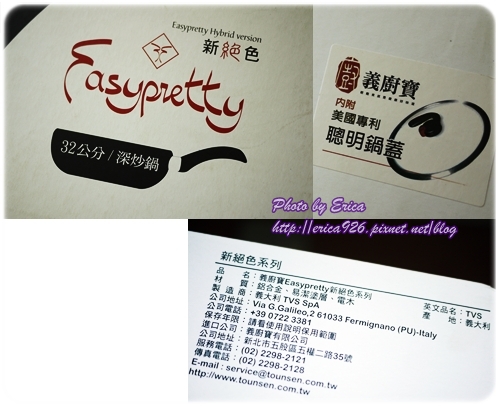 Easypretty Hybrid version
新絕色
Easypretty
32公分/深炒鍋
義廚寶
內附
美國專利
聰明鍋蓋
Photo by Erica
http://erica926.pixnet.net/blog
新絕色系列
品名:義廚寶Easypretty新絕色系列
材質:鋁合金、易潔塗層、電木
英文品名:TVS
製造商:義大利 TVS SpA
產地:義大利
公司地址:Via G.Galileo,2 61033 Fermignano (PU)-Italy
公司電話:+39 0722 3381
保存年限:請看使用說明保用範圍
進口公司:義廚寶有限公司
公司地址:新北市五股區五權二路35號
服務電話:(02) 2298-2121
傳真電話:(02) 2298-2128
E-mail : service@tounsen.com.tw
http://www.tounsen.com.tw